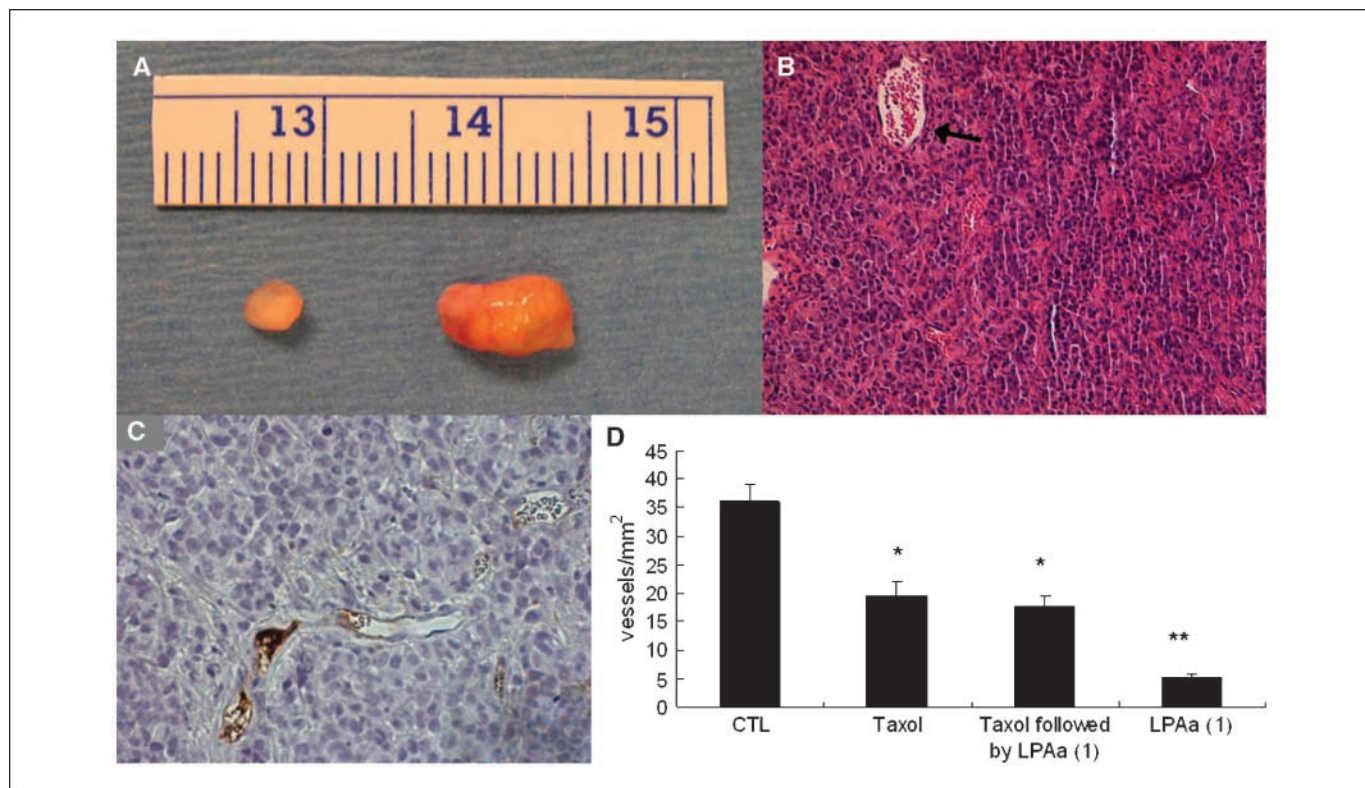 A
13 14 15
B
C
D
vessels/mm²
45
40
35
30
25
20
15
10
5
0
*
*
**
CTL
Taxol
Taxol followed
by LPAa (1)
LPAa (1)